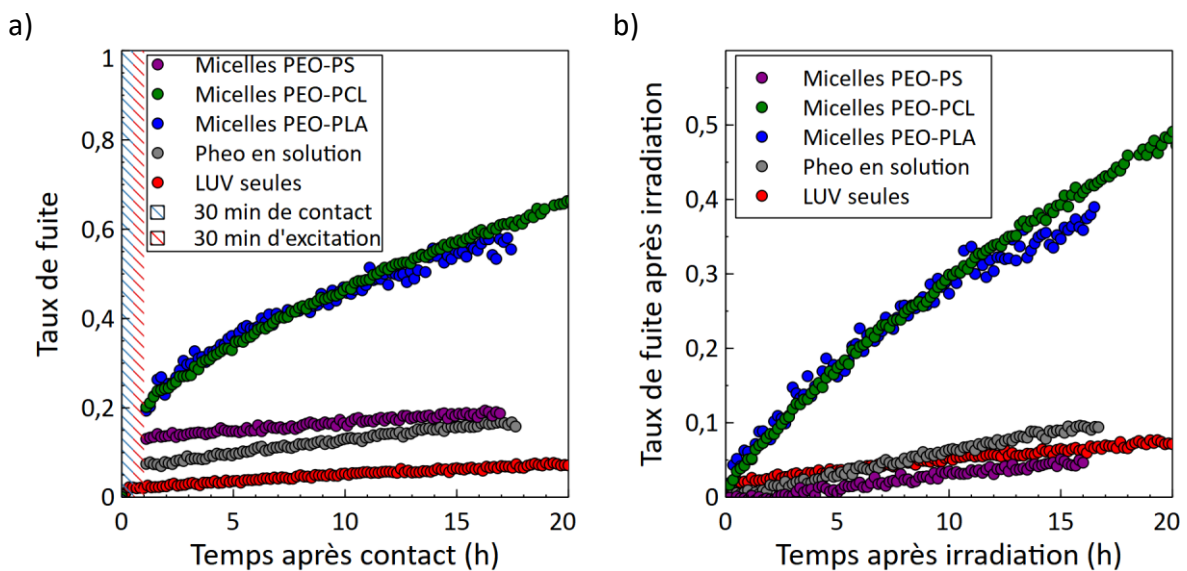 a)
Taux de fuite
1
0,8
0,6
0,4
0,2
0
0
5
10
15
20
Temps après contact (h)
Micelles PEO-PS
Micelles PEO-PCL
Micelles PEO-PLA
Pheo en solution
LUV seules
30 min de contact
30 min d'excitation
b)
Taux de fuite après irradiation
0,5
0,4
0,3
0,2
0,1
0
0
5
10
15
20
Temps après irradiation (h)
Micelles PEO-PS
Micelles PEO-PCL
Micelles PEO-PLA
Pheo en solution
LUV seules